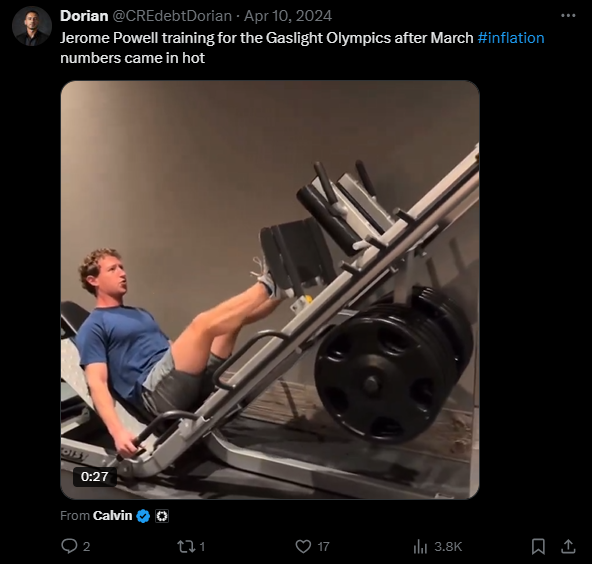 Dorian @CREdebtDorian · Apr 10, 2024
Jerome Powell training for the Gaslight Olympics after March #inflation
numbers came in hot
0:27
From Calvin
2 1 17 3.8K